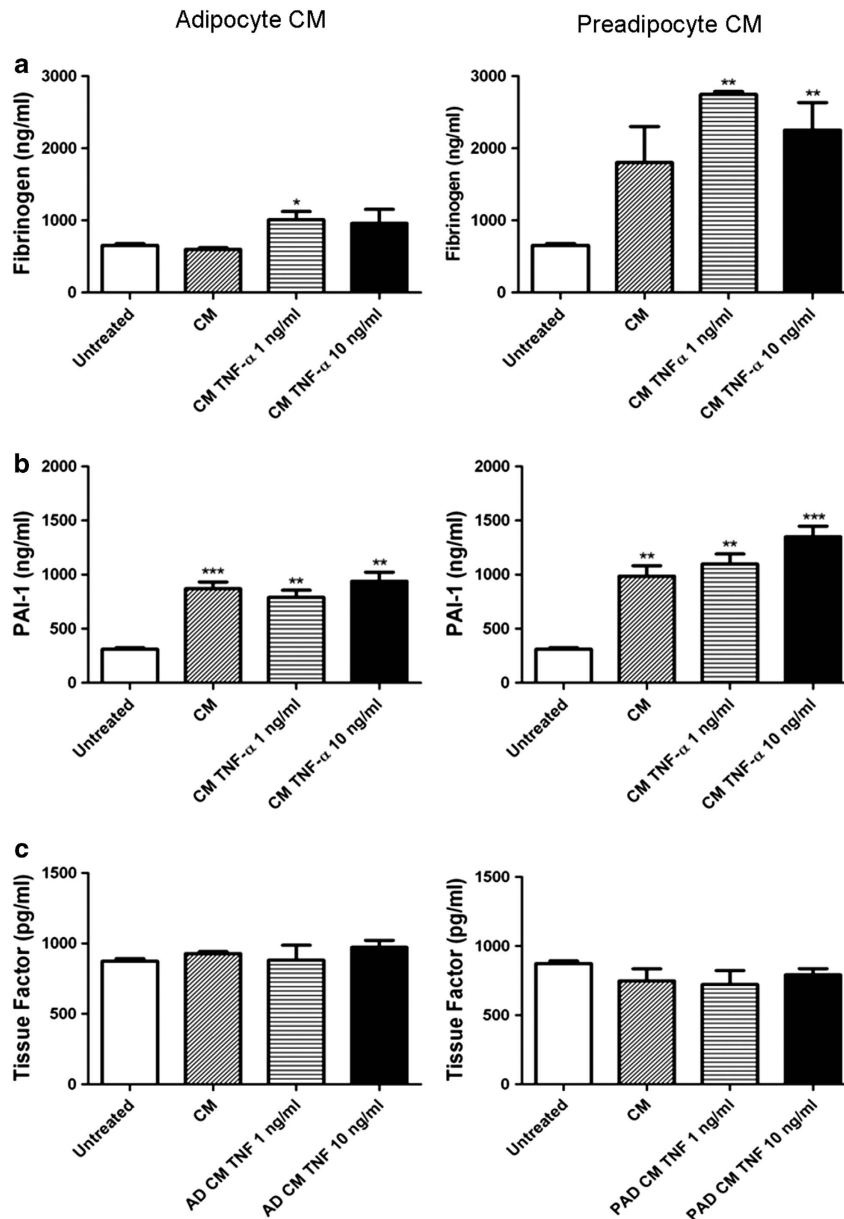 Adipocyte CM
Preadipocyte CM
a
Fibrinogen (ng/ml)
3000
2000
1000
0
*
Untreated
CM
CM TNF-α 1 ng/ml
CM TNF-α 10 ng/ml
Fibrinogen (ng/ml)
3000
2000
1000
0
**
**
Untreated
CM
CM TNFα 1 ng/ml
CM TNF-α 10 ng/ml
b
PAI-1 (ng/ml)
2000
1500
1000
500
0
***
**
**
Untreated
CM
CM TNF-α 1 ng/ml
CM TNF-α 10 ng/ml
PAI-1 (ng/ml)
2000
1500
1000
500
0
**
**
***
Untreated
CM
CM TNF-α 1 ng/ml
CM TNF-α 10 ng/ml
c
Tissue Factor (pg/ml)
1500
1000
500
0
Untreated
CM
AD CM TNF 1 ng/ml
AD CM TNF 10 ng/ml
Tissue Factor (pg/ml)
1500
1000
500
0
Untreated
CM
PAD CM TNF 1 ng/ml
PAD CM TNF 10 ng/ml